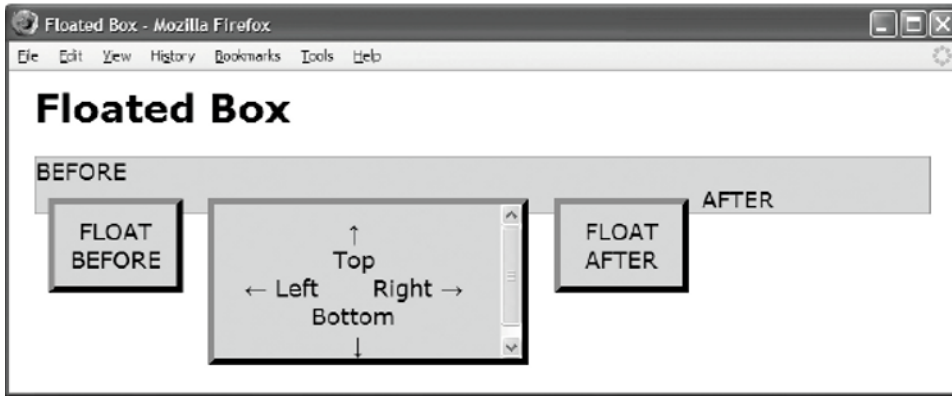 Floated Box - Mozilla Firefox
File Edit View History Bookmarks Tools Help
Floated Box
BEFORE
AFTER
FLOAT
BEFORE
↑
Top
← Left Right →
Bottom
↓
FLOAT
AFTER